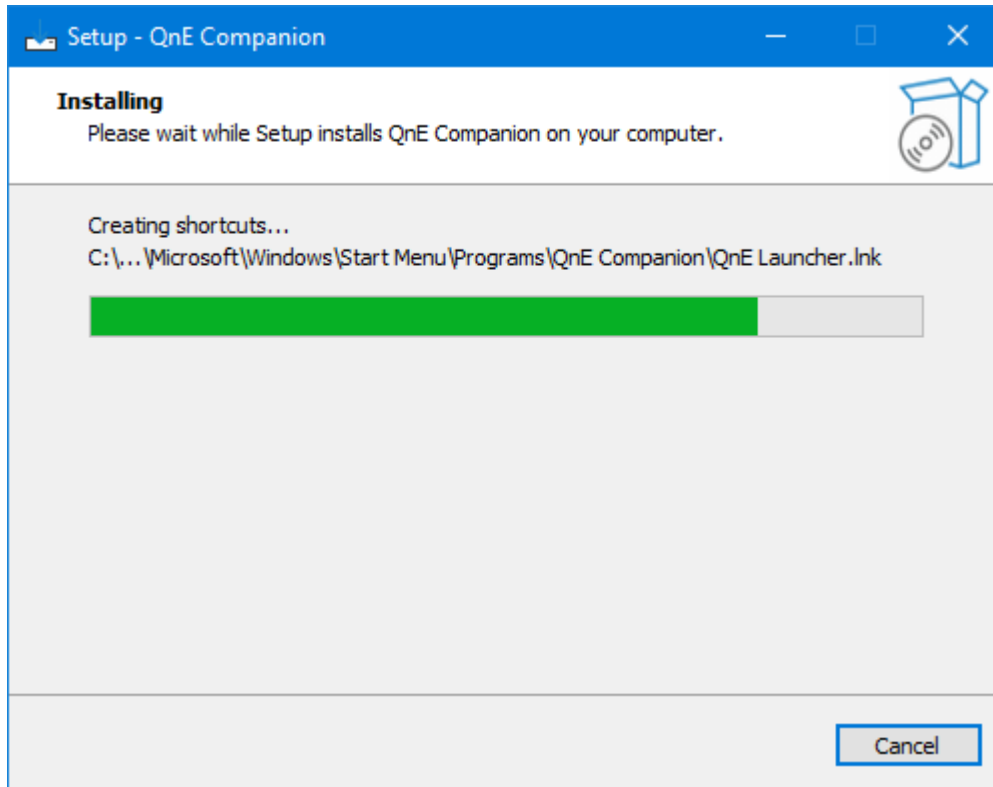 Setup - QnE Companion
Installing
Please wait while Setup installs QnE Companion on your computer.
Creating shortcuts...
C:\...\Microsoft\Windows\Start Menu\Programs\QnE Companion\QnE Launcher.lnk
Cancel